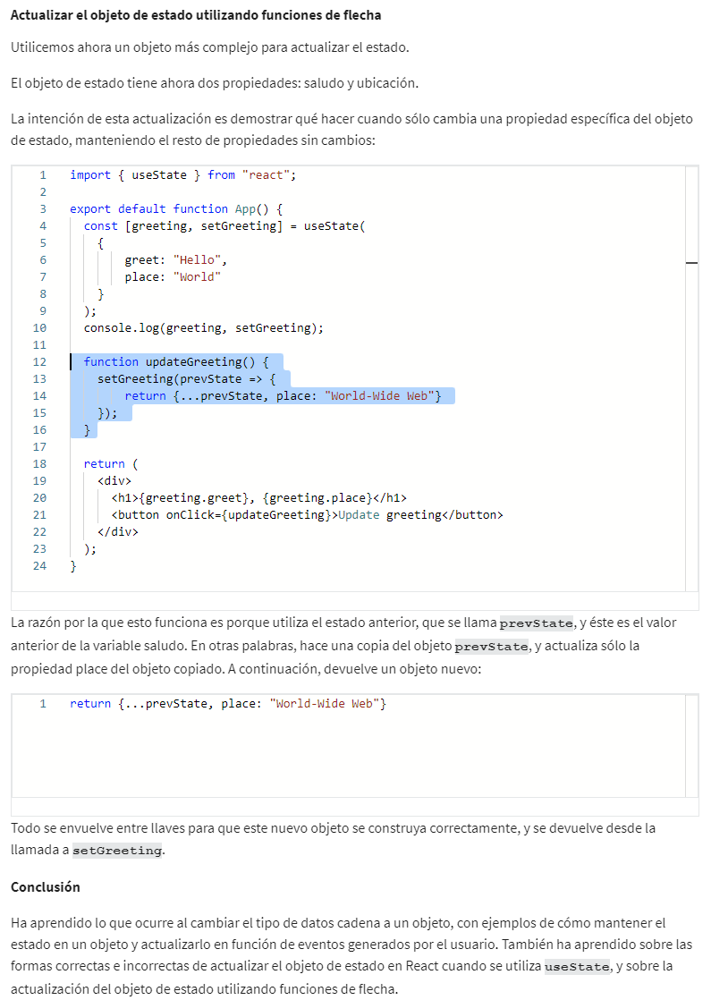 Actualizar el objeto de estado utilizando funciones de flecha
Utilicemos ahora un objeto más complejo para actualizar el estado.
El objeto de estado tiene ahora dos propiedades: saludo y ubicación.
La intención de esta actualización es demostrar qué hacer cuando sólo cambia una propiedad específica del objeto
de estado, manteniendo el resto de propiedades sin cambios:
1 import { useState } from "react";
2
3 export default function App() {
4   const [greeting, setGreeting] = useState(
5     {
6         greet: "Hello",
7         place: "World"
8     }
9   );
10   console.log(greeting, setGreeting);
11
12   function updateGreeting() {
13     setGreeting(prevState => {
14         return {...prevState, place: "World-Wide Web"}
15     });
16   }
17
18   return (
19     <div>
20       <h1>{greeting.greet}, {greeting.place}</h1>
21       <button onClick={updateGreeting}>Update greeting</button>
22     </div>
23   );
24 }
La razón por la que esto funciona es porque utiliza el estado anterior, que se llama prevState, y éste es el valor
anterior de la variable saludo. En otras palabras, hace una copia del objeto prevState, y actualiza sólo la
propiedad place del objeto copiado. A continuación, devuelve un objeto nuevo:
1 return {...prevState, place: "World-Wide Web"}
Todo se envuelve entre llaves para que este nuevo objeto se construya correctamente, y se devuelve desde la
llamada a setGreeting.
Conclusión
Ha aprendido lo que ocurre al cambiar el tipo de datos cadena a un objeto, con ejemplos de cómo mantener el
estado en un objeto y actualizarlo en función de eventos generados por el usuario. También ha aprendido sobre las
formas correctas e incorrectas de actualizar el objeto de estado en React cuando se utiliza useState, y sobre la
actualización del objeto de estado utilizando funciones de flecha.